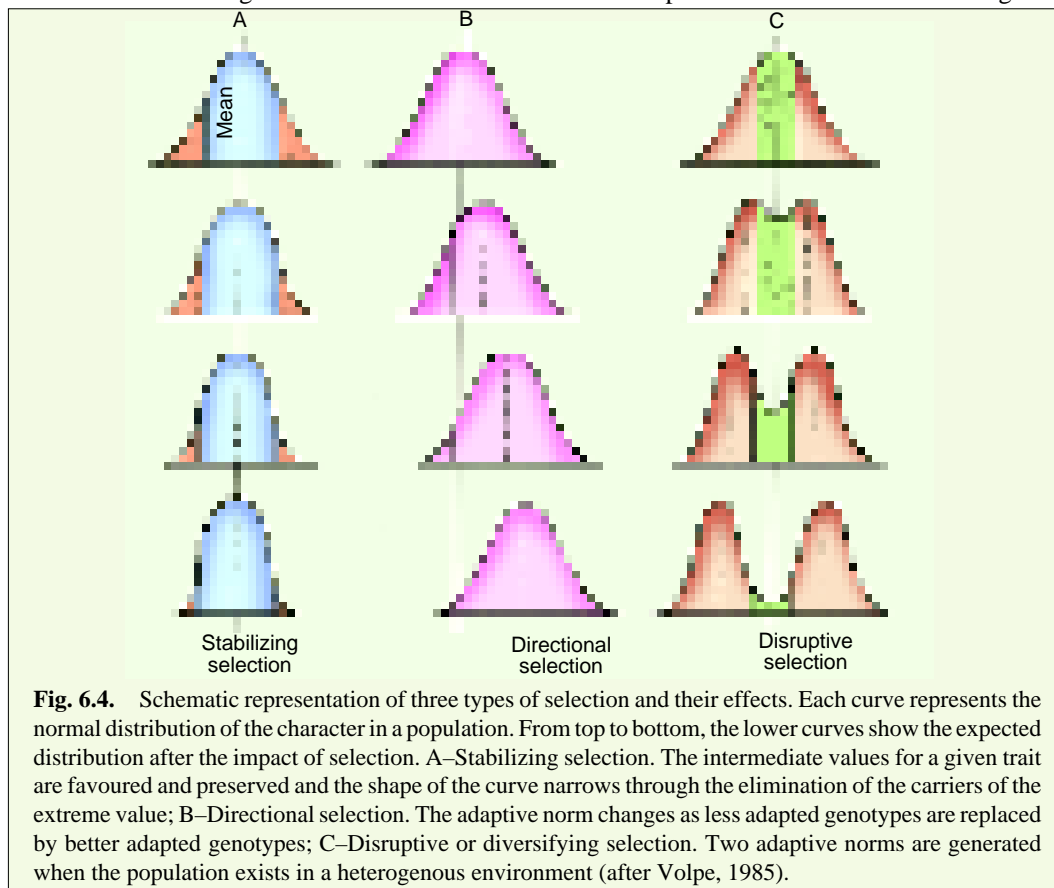 A
B
C
Mean
Stabilizing
selection
Directional
selection
Disruptive
selection
Fig. 6.4. Schematic representation of three types of selection and their effects. Each curve represents the
normal distribution of the character in a population. From top to bottom, the lower curves show the expected
distribution after the impact of selection. A–Stabilizing selection. The intermediate values for a given trait
are favoured and preserved and the shape of the curve narrows through the elimination of the carriers of the
extreme value; B–Directional selection. The adaptive norm changes as less adapted genotypes are replaced
by better adapted genotypes; C–Disruptive or diversifying selection. Two adaptive norms are generated
when the population exists in a heterogenous environment (after Volpe, 1985).